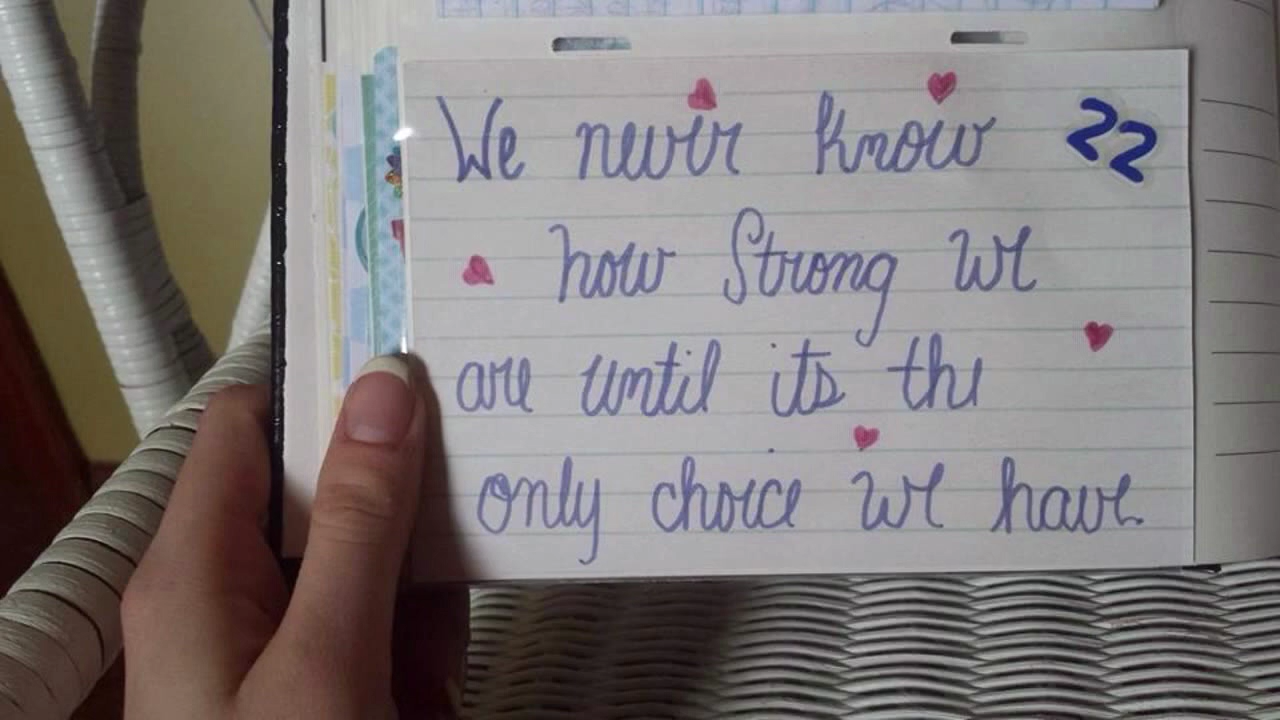 We never know 22
how Strong we
are until its the
only choice we have.